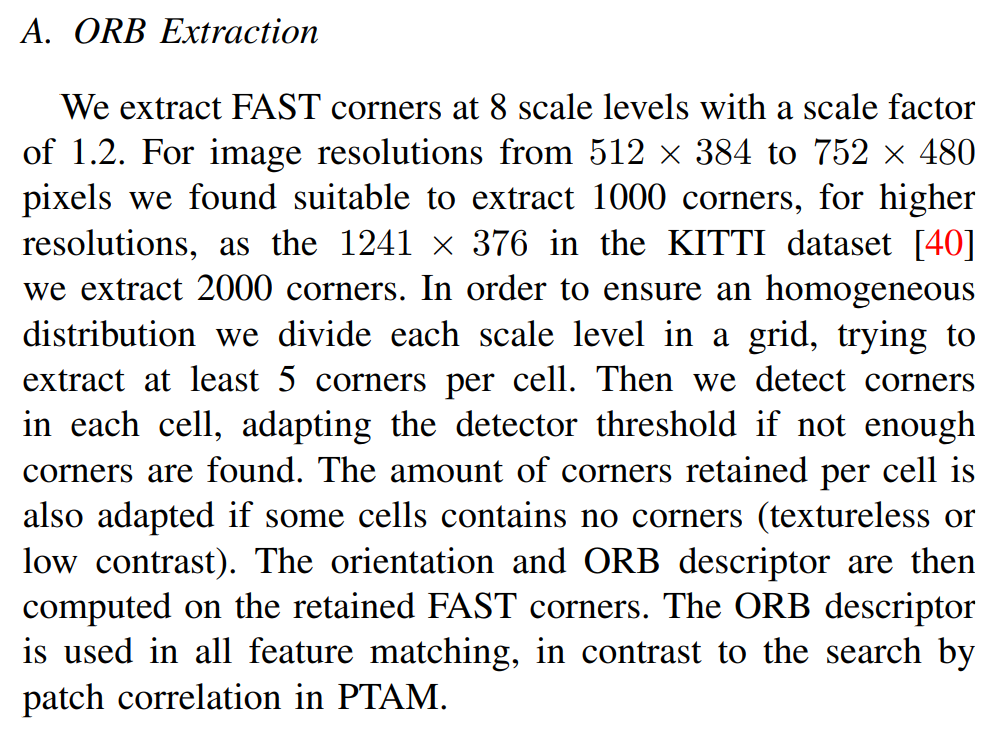 A. ORB Extraction
We extract FAST corners at 8 scale levels with a scale factor
of 1.2. For image resolutions from 512 × 384 to 752 × 480
pixels we found suitable to extract 1000 corners, for higher
resolutions, as the 1241 × 376 in the KITTI dataset [40]
we extract 2000 corners. In order to ensure an homogeneous
distribution we divide each scale level in a grid, trying to
extract at least 5 corners per cell. Then we detect corners
in each cell, adapting the detector threshold if not enough
corners are found. The amount of corners retained per cell is
also adapted if some cells contains no corners (textureless or
low contrast). The orientation and ORB descriptor are then
computed on the retained FAST corners. The ORB descriptor
is used in all feature matching, in contrast to the search by
patch correlation in PTAM.